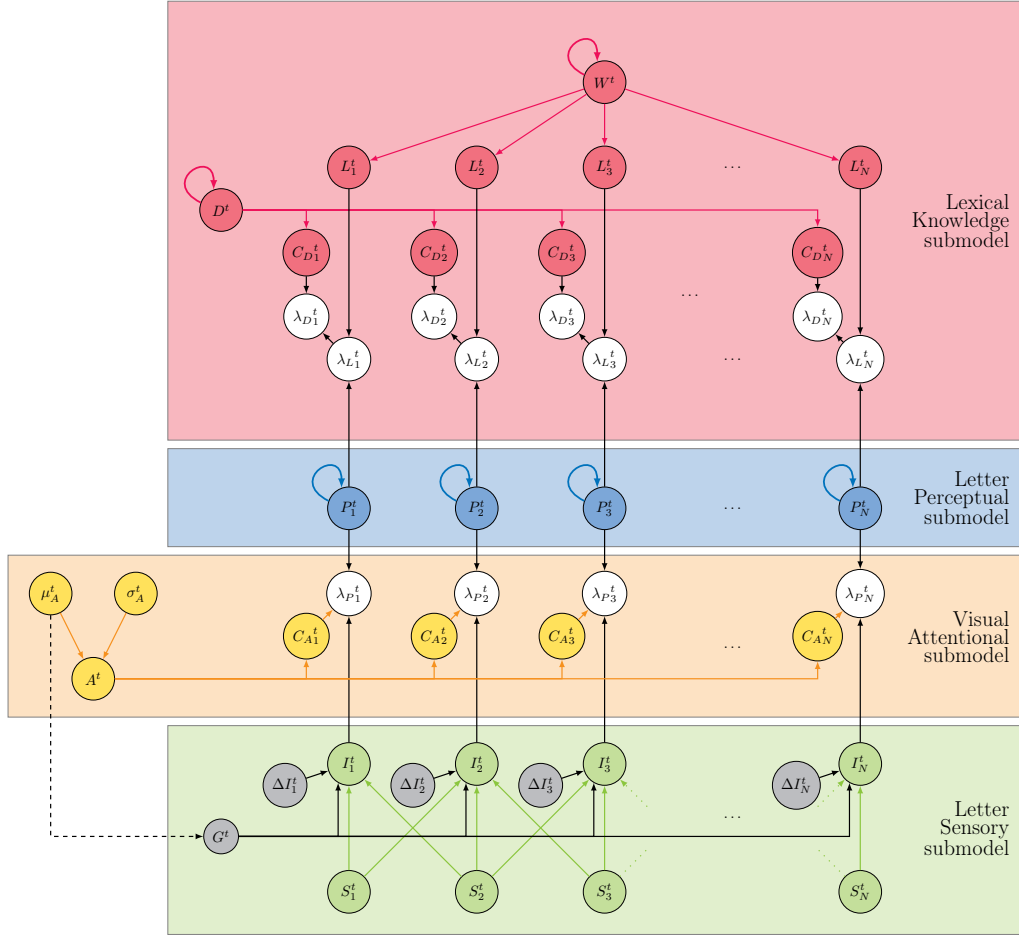 W^t
L_1^t L_2^t L_3^t ... L_N^t
D^t
Lexical
Knowledge
submodel
C_D1^t C_D2^t C_D3^t C_DN^t
λ_D1^t λ_D2^t λ_D3^t ... λ_DN^t
λ_L1^t λ_L2^t λ_L3^t ... λ_LN^t
Letter
Perceptual
submodel
P_1^t P_2^t P_3^t ... P_N^t
μ_A^t σ_A^t λ_P1^t λ_P2^t λ_P3^t λ_PN^t
Visual
Attentional
submodel
C_A1^t C_A2^t C_A3^t ... C_AN^t
A^t
I_1^t I_2^t I_3^t I_N^t
ΔI_1^t ΔI_2^t ΔI_3^t ... ΔI_N^t
Letter
Sensory
submodel
G^t
S_1^t S_2^t S_3^t ... S_N^t